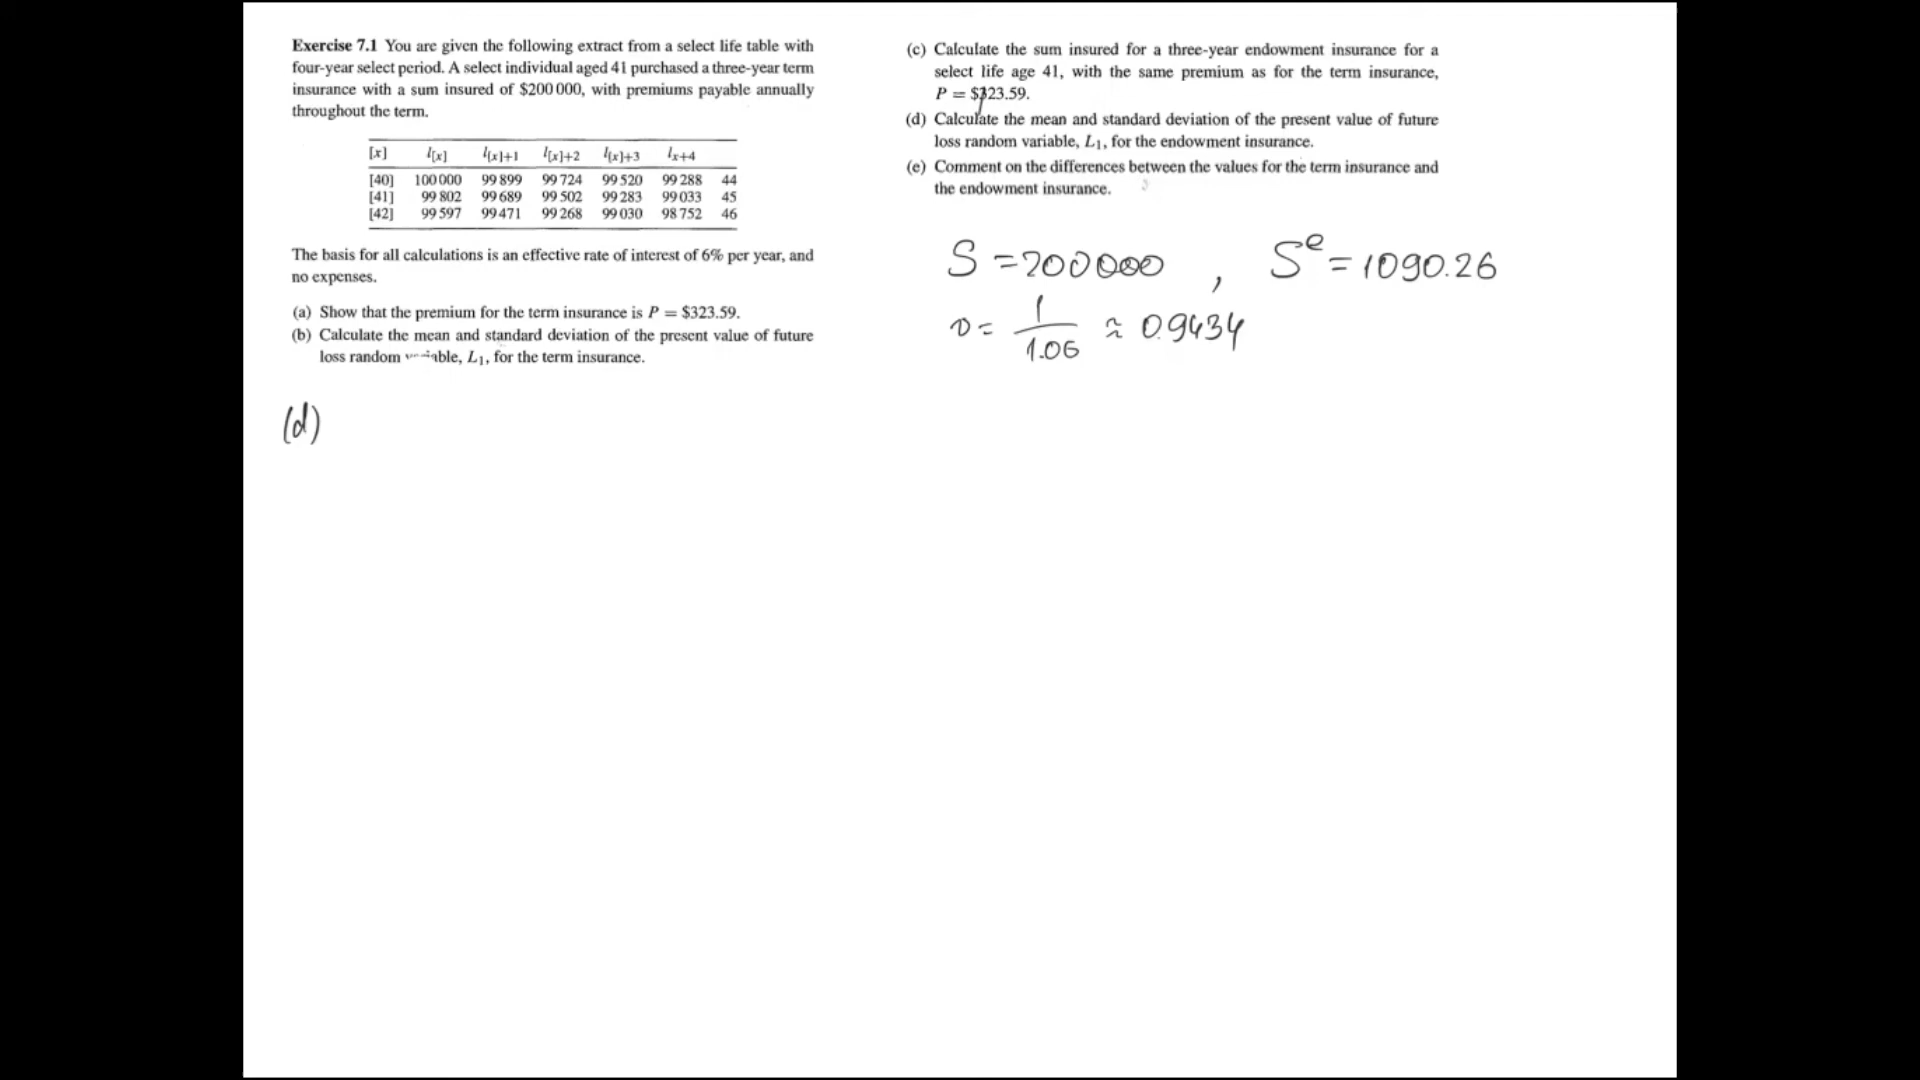 Exercise 7.1 You are given the following extract from a select life table with
four-year select period. A select individual aged 41 purchased a three-year term
insurance with a sum insured of $200 000, with premiums payable annually
throughout the term.
[x] l[x] l[x]+1 l[x]+2 l[x]+3 lx+4
[40] 100 000 99 899 99 724 99 520 99 288 44
[41] 99 802 99 689 99 502 99 283 99 033 45
[42] 99 597 99 471 99 268 99 030 98 752 46
The basis for all calculations is an effective rate of interest of 6% per year, and
no expenses.
(a) Show that the premium for the term insurance is P = $323.59.
(b) Calculate the mean and standard deviation of the present value of future
loss random variable, L1, for the term insurance.
(c) Calculate the sum insured for a three-year endowment insurance for a
select life age 41, with the same premium as for the term insurance,
P = $323.59.
(d) Calculate the mean and standard deviation of the present value of future
loss random variable, L1, for the endowment insurance.
(e) Comment on the differences between the values for the term insurance and
the endowment insurance.
S = 200000 , S^e = 1090.26
v = 1/1.06 ≈ 0.9434
(d)